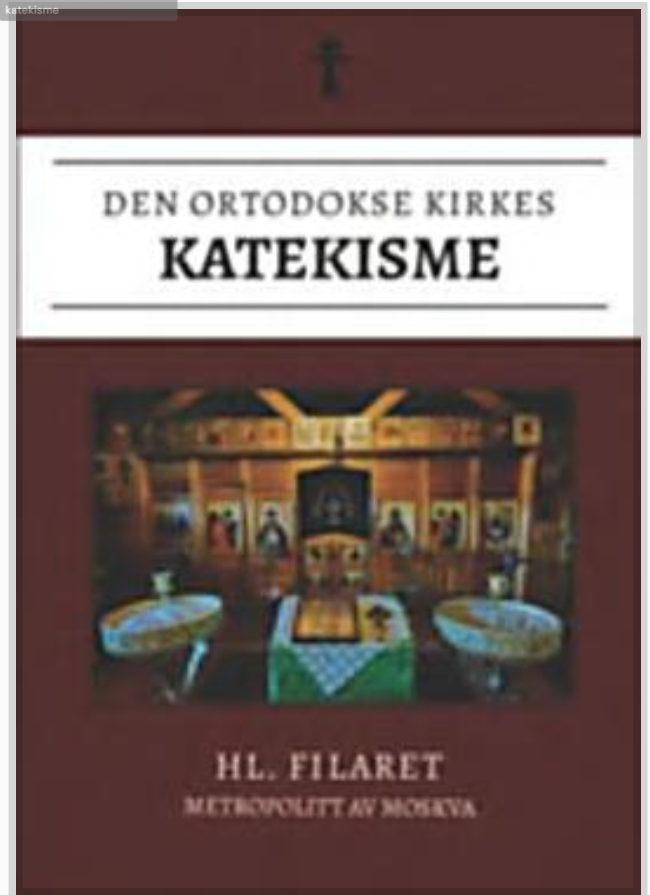 katekisme
DEN ORTODOKSE KIRKES
KATEKISME
HL. FILARET
METROPOLITT AV MOSKVA